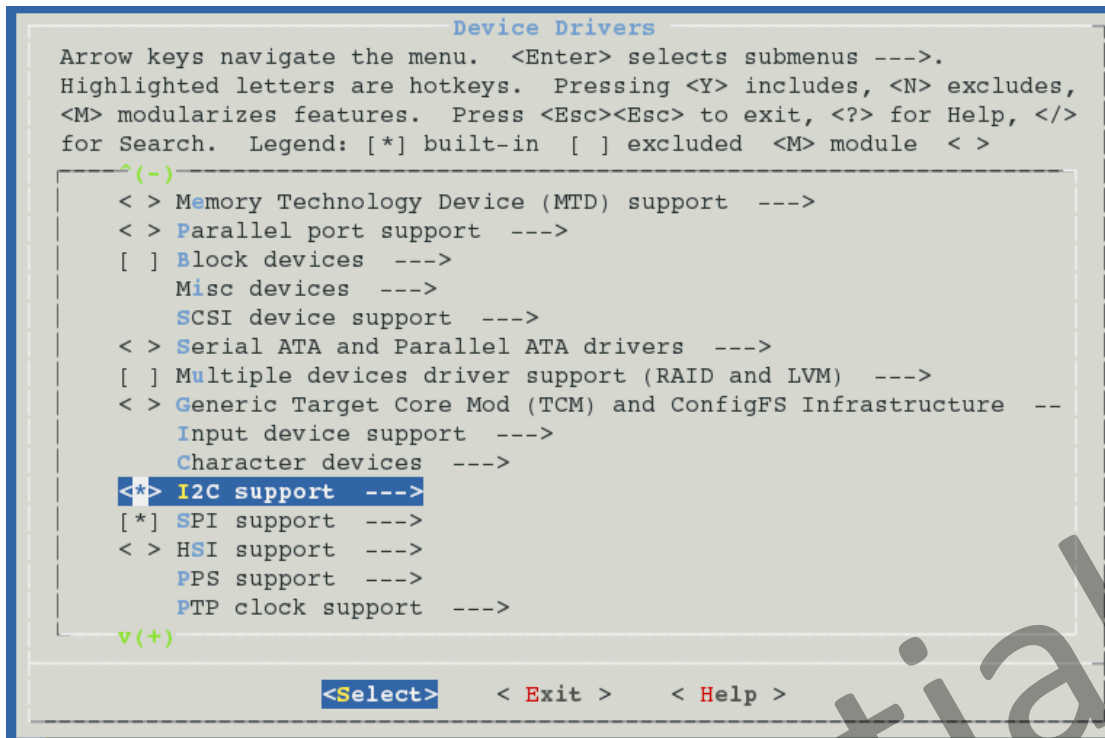 Device Drivers
Arrow keys navigate the menu.  <Enter> selects submenus --->.
Highlighted letters are hotkeys.  Pressing <Y> includes, <N> excludes,
<M> modularizes features.  Press <Esc><Esc> to exit, <?> for Help, </>
for Search.  Legend: [*] built-in  [ ] excluded  <M> module  < >
^(-)
< > Memory Technology Device (MTD) support  --->
< > Parallel port support  --->
[ ] Block devices  --->
Misc devices  --->
SCSI device support  --->
< > Serial ATA and Parallel ATA drivers  --->
[ ] Multiple devices driver support (RAID and LVM)  --->
< > Generic Target Core Mod (TCM) and ConfigFS Infrastructure  --
Input device support  --->
Character devices  --->
<*> I2C support  --->
[*] SPI support  --->
< > HSI support  --->
PPS support  --->
PTP clock support  --->
v(+)
<Select>    < Exit >    < Help >